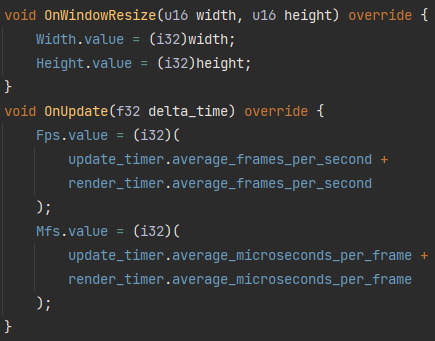 void OnWindowResize(u16 width, u16 height) override {
    Width.value = (i32)width;
    Height.value = (i32)height;
}
void OnUpdate(f32 delta_time) override {
    Fps.value = (i32)(
        update_timer.average_frames_per_second +
        render_timer.average_frames_per_second
    );
    Mfs.value = (i32)(
        update_timer.average_microseconds_per_frame +
        render_timer.average_microseconds_per_frame
    );
}